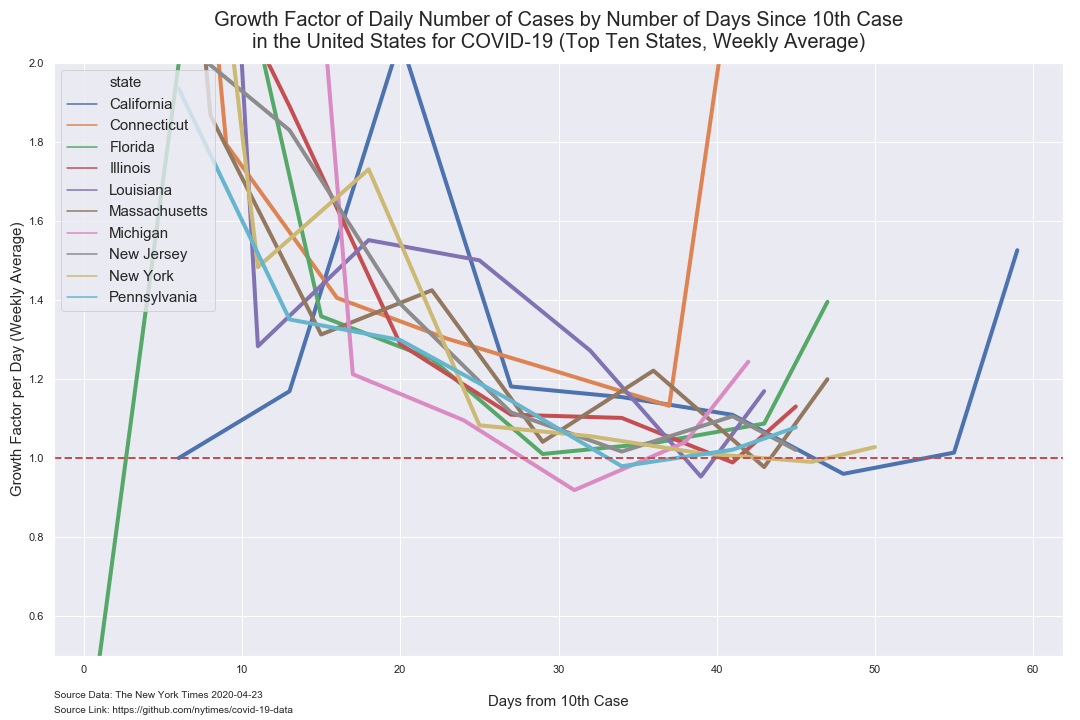 Growth Factor of Daily Number of Cases by Number of Days Since 10th Case
in the United States for COVID-19 (Top Ten States, Weekly Average)
2.0
1.8
1.6
1.4
1.2
1.0
0.8
0.6
Growth Factor per Day (Weekly Average)
state
California
Connecticut
Florida
Illinois
Louisiana
Massachusetts
Michigan
New Jersey
New York
Pennsylvania
0 10 20 30 40 50 60
Days from 10th Case
Source Data: The New York Times 2020-04-23
Source Link: https://github.com/nytimes/covid-19-data